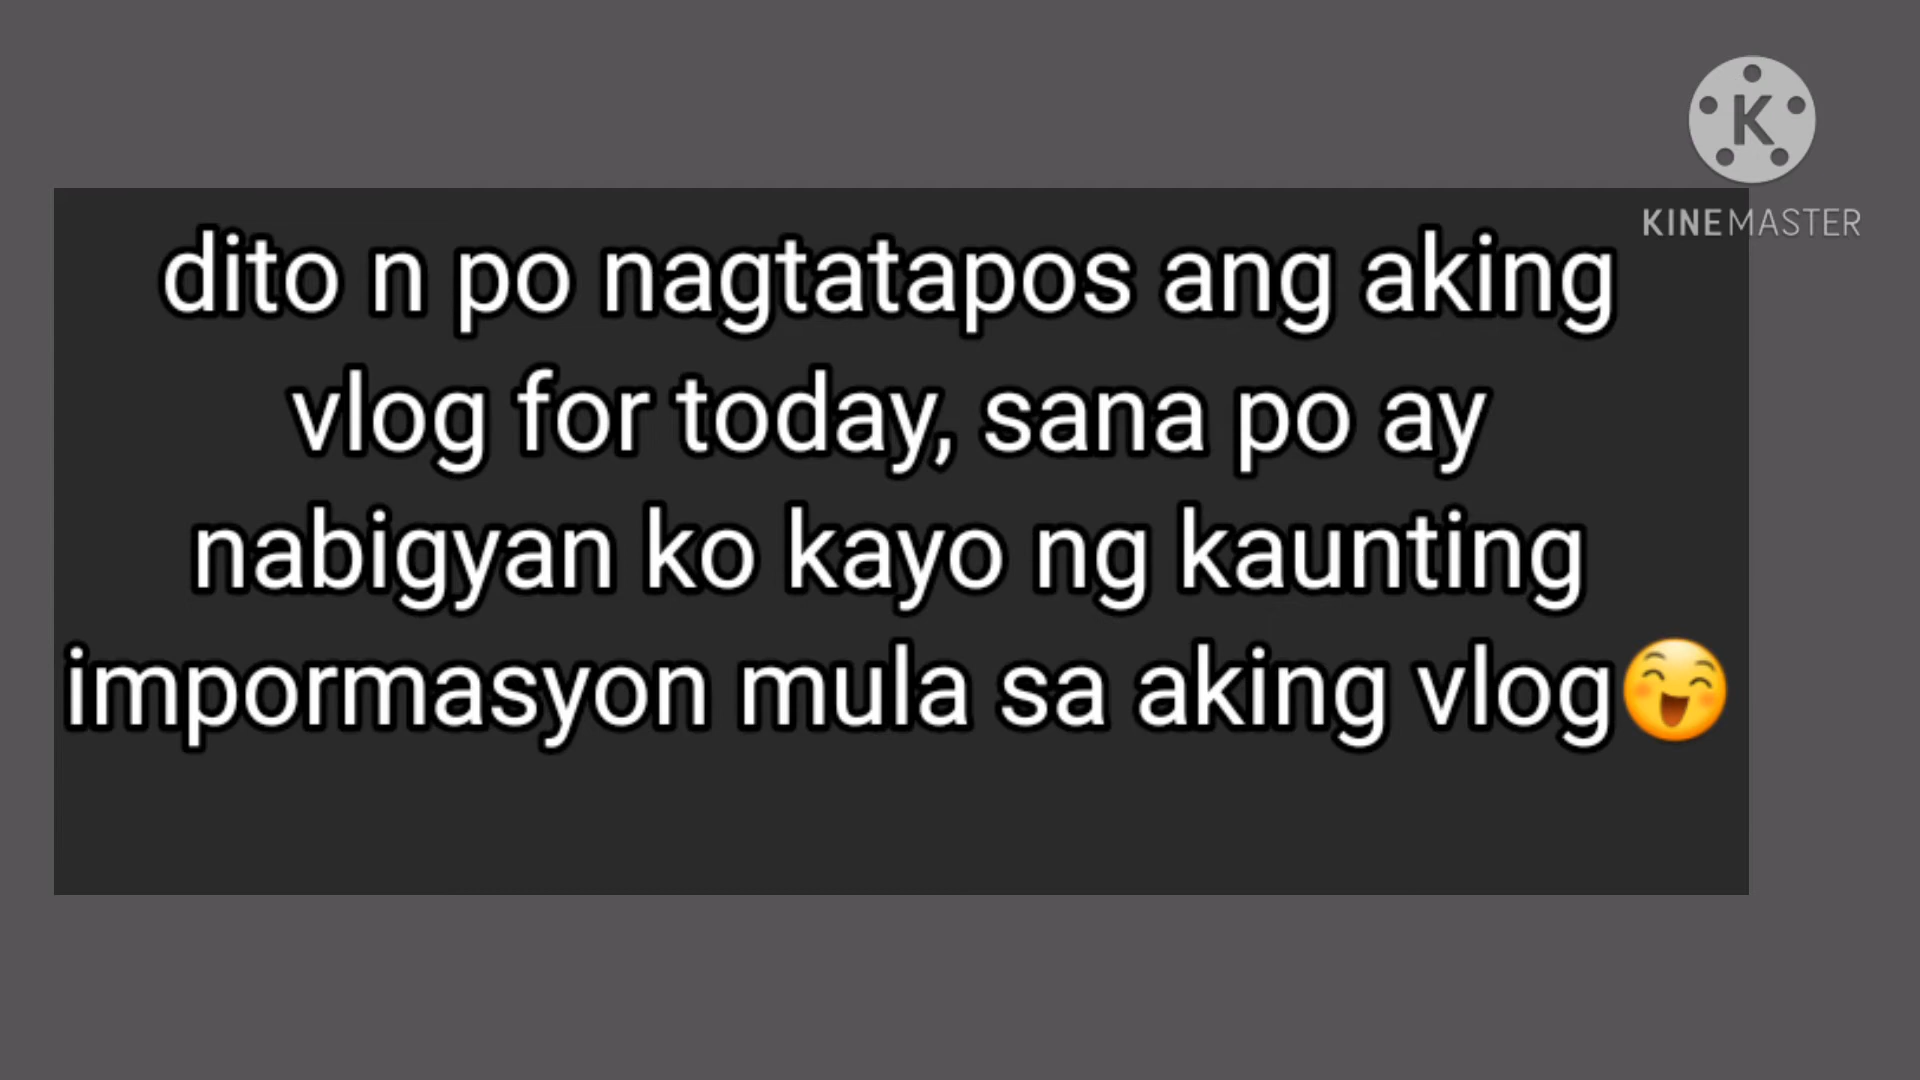 K
KINEMASTER
dito n po nagtatapos ang aking
vlog for today, sana po ay
nabigyan ko kayo ng kaunting
impormasyon mula sa aking vlog😄